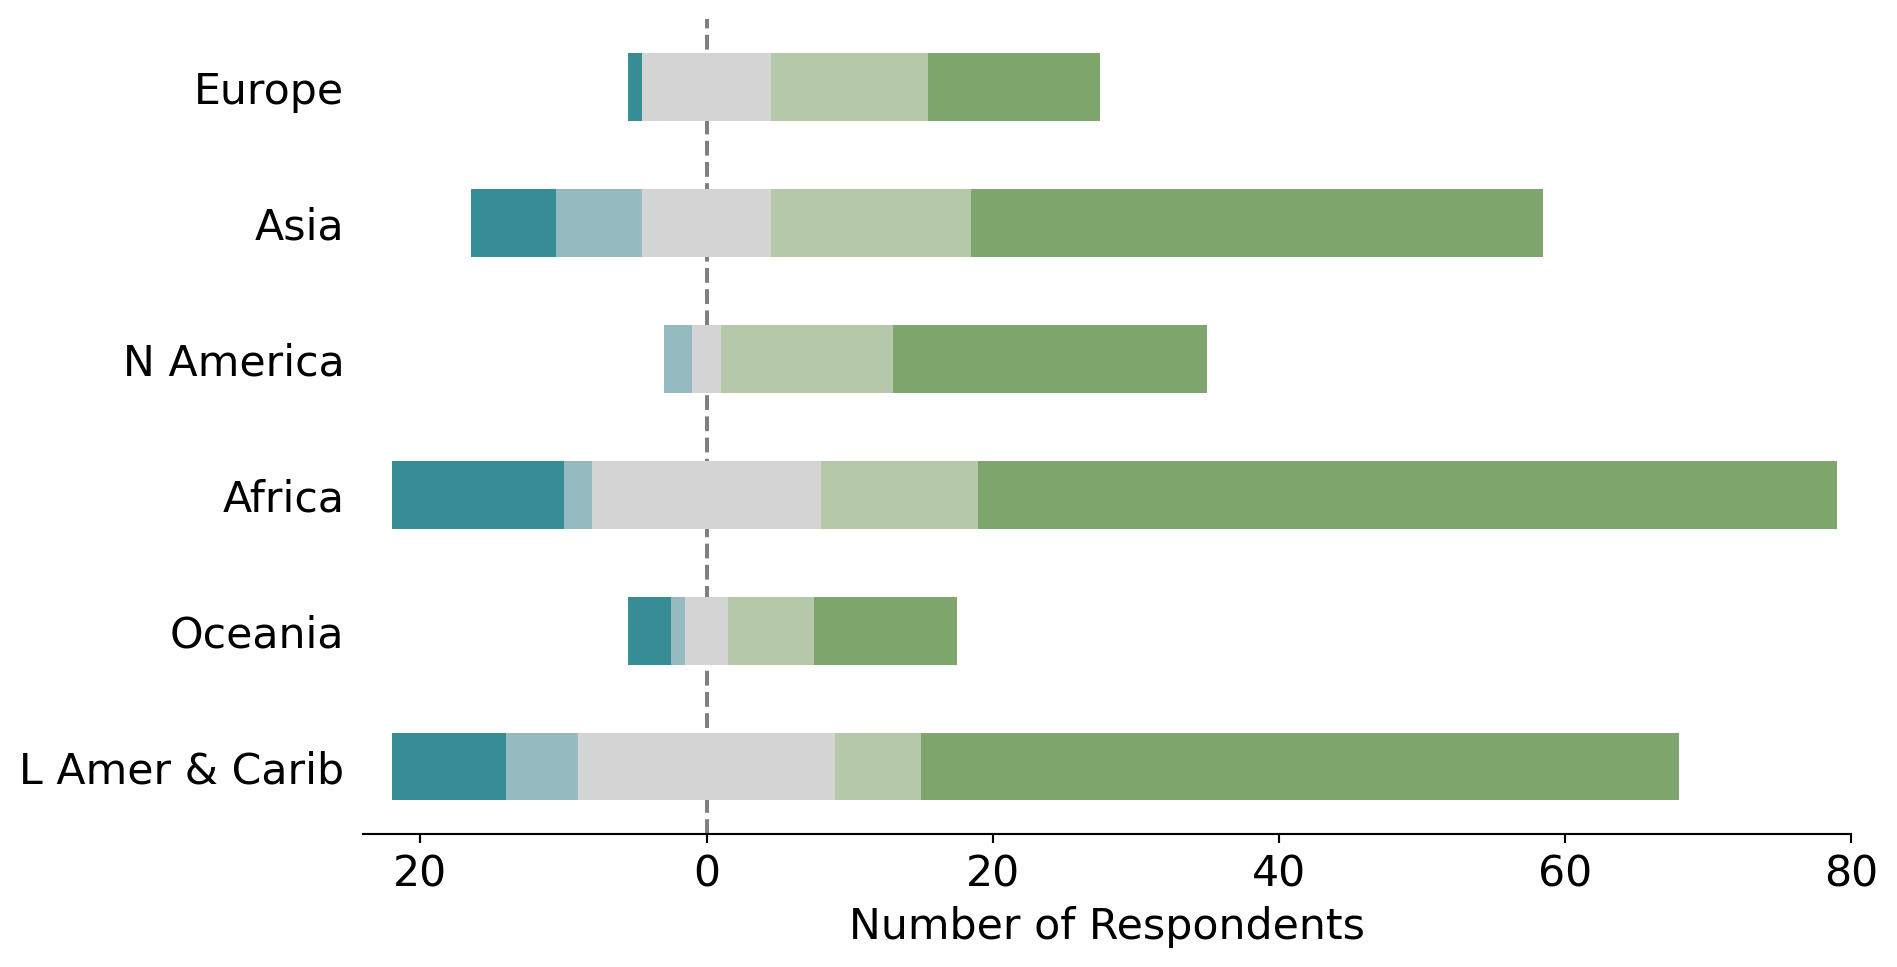 Europe
Asia
N America
Africa
Oceania
L Amer & Carib
20 0 20 40 60 80
Number of Respondents